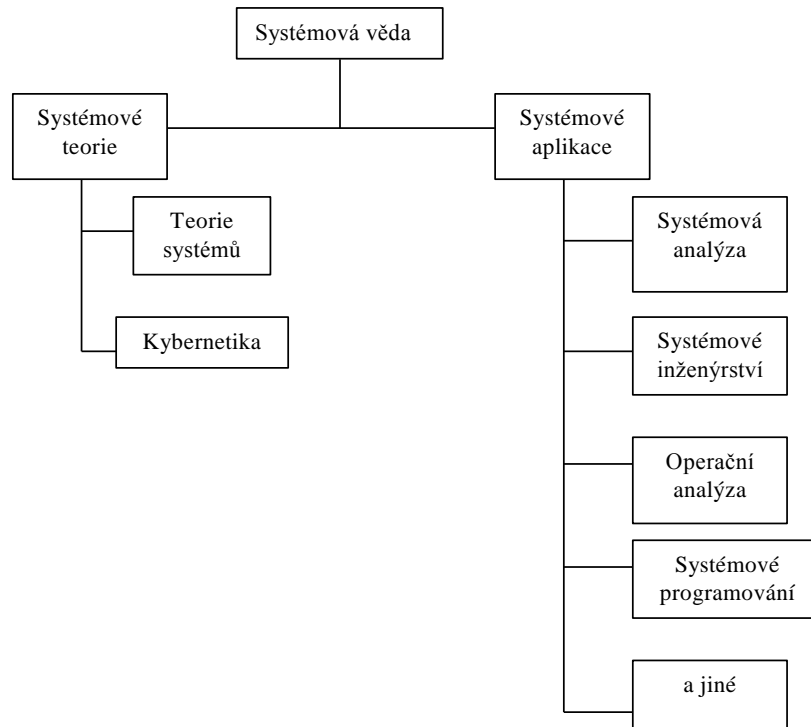 Systémová věda
Systémové
teorie
Systémové
aplikace
Teorie
systémů
Kybernetika
Systémová
analýza
Systémové
inženýrství
Operační
analýza
Systémové
programování
a jiné